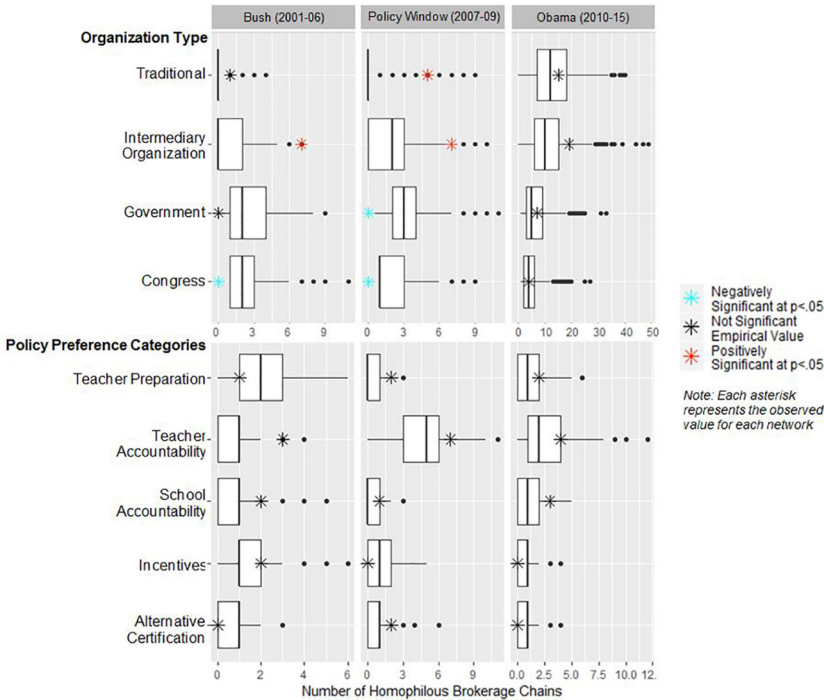 Bush (2001-06)
Policy Window (2007-09)
Obama (2010-15)
Organization Type
Traditional
Intermediary
Organization
Government
Congress
0 3 6 9
0 3 6 9
0 10 20 30 40 50
Negatively
Significant at p<.05
Not Significant
Empirical Value
Positively
Significant at p<.05
Note: Each asterisk
represents the observed
value for each network
Policy Preference Categories
Teacher Preparation
Teacher
Accountability
School
Accountability
Incentives
Alternative
Certification
0 2 4 6
0 3 6 9
0 2.5 5.0 7.5 10.0 12.
Number of Homophilous Brokerage Chains